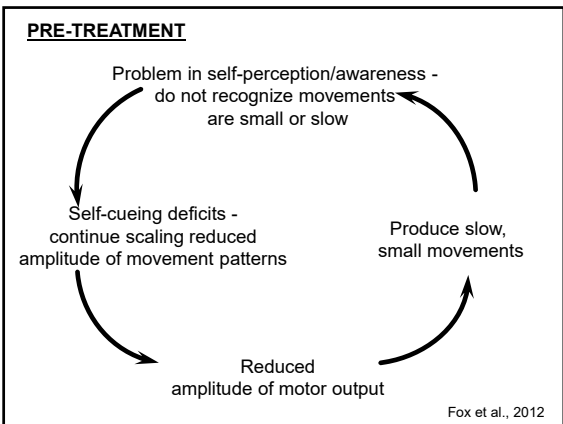 PRE-TREATMENT
Problem in self-perception/awareness -
do not recognize movements
are small or slow
Self-cueing deficits -
continue scaling reduced
amplitude of movement patterns
Produce slow,
small movements
Reduced
amplitude of motor output
Fox et al., 2012